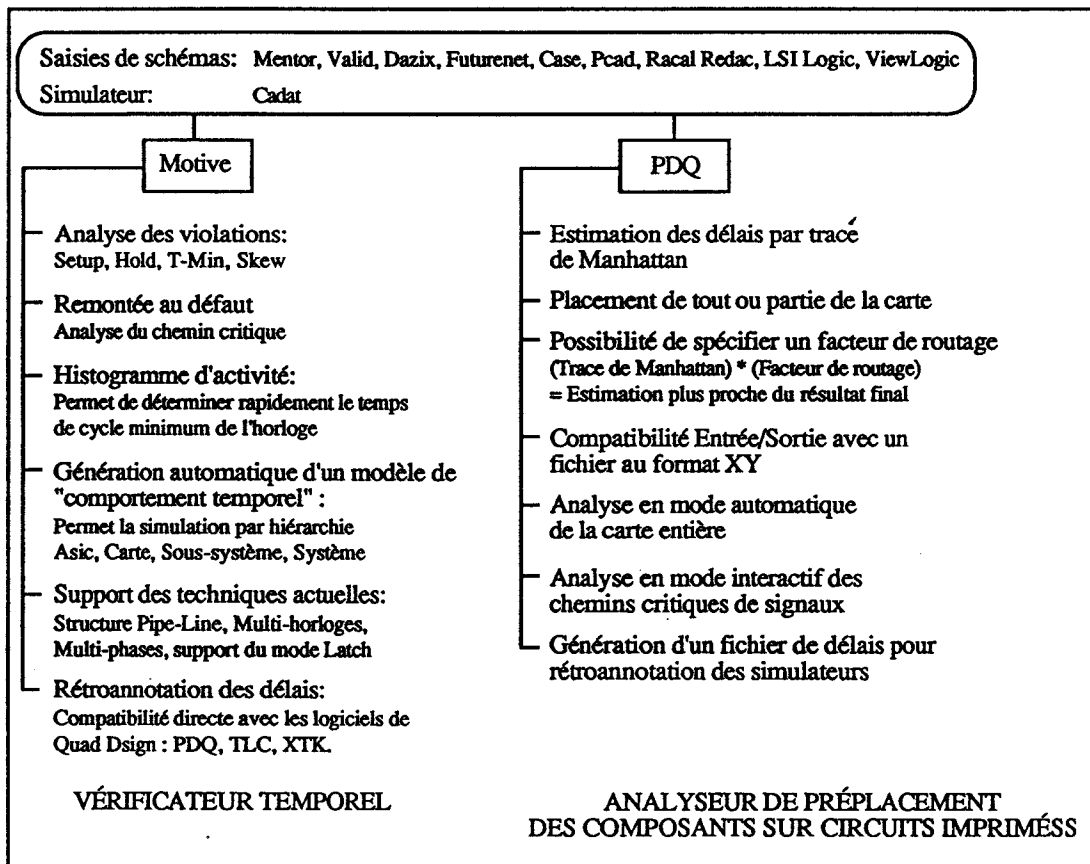 Saisies de schémas: Mentor, Valid, Dazix, Futurenet, Case, Pcad, Racal Redac, LSI Logic, ViewLogic
Simulateur: Cadat
Motive
Analyse des violations:
Setup, Hold, T-Min, Skew
Remontée au défaut
Analyse du chemin critique
Histogramme d'activité:
Permet de déterminer rapidement le temps
de cycle minimum de l'horloge
Génération automatique d'un modèle de
"comportement temporel" :
Permet la simulation par hiérarchie
Asic, Carte, Sous-système, Système
Support des techniques actuelles:
Structure Pipe-Line, Multi-horloges,
Multi-phases, support du mode Latch
Rétroannotation des délais:
Compatibilité directe avec les logiciels de
Quad Dsign : PDQ, TLC, XTK.
VÉRIFICATEUR TEMPOREL
PDQ
Estimation des délais par tracé
de Manhattan
Placement de tout ou partie de la carte
Possibilité de spécifier un facteur de routage
(Trace de Manhattan) * (Facteur de routage)
= Estimation plus proche du résultat final
Compatibilité Entrée/Sortie avec un
fichier au format XY
Analyse en mode automatique
de la carte entière
Analyse en mode interactif des
chemins critiques de signaux
Génération d'un fichier de délais pour
rétroannotation des simulateurs
ANALYSEUR DE PRÉPLACEMENT
DES COMPOSANTS SUR CIRCUITS IMPRIMÉSS